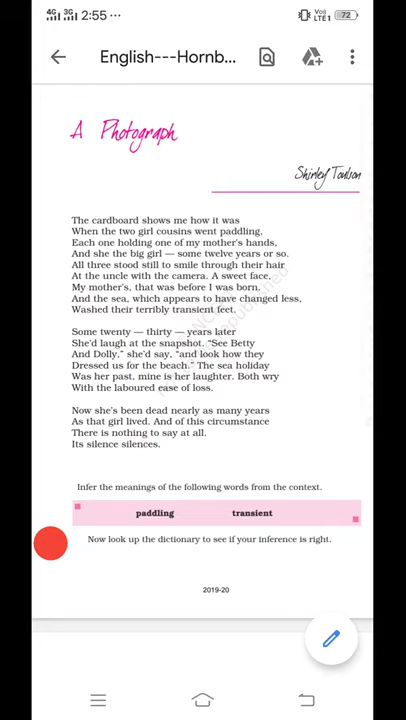 4G 3G 2:55 ••• Vo)) LTE1 72
English---Hornb...
A Photograph
Shirley Toulson
The cardboard shows me how it was
When the two girl cousins went paddling,
Each one holding one of my mother's hands,
And she the big girl — some twelve years or so.
All three stood still to smile through their hair
At the uncle with the camera. A sweet face,
My mother's, that was before I was born.
And the sea, which appears to have changed less,
Washed their terribly transient feet.
Some twenty — thirty — years later
She'd laugh at the snapshot. “See Betty
And Dolly,” she'd say, “and look how they
Dressed us for the beach.” The sea holiday
Was her past, mine is her laughter. Both wry
With the laboured ease of loss.
Now she's been dead nearly as many years
As that girl lived. And of this circumstance
There is nothing to say at all.
Its silence silences.
Infer the meanings of the following words from the context.
paddling transient
Now look up the dictionary to see if your inference is right.
2019-20